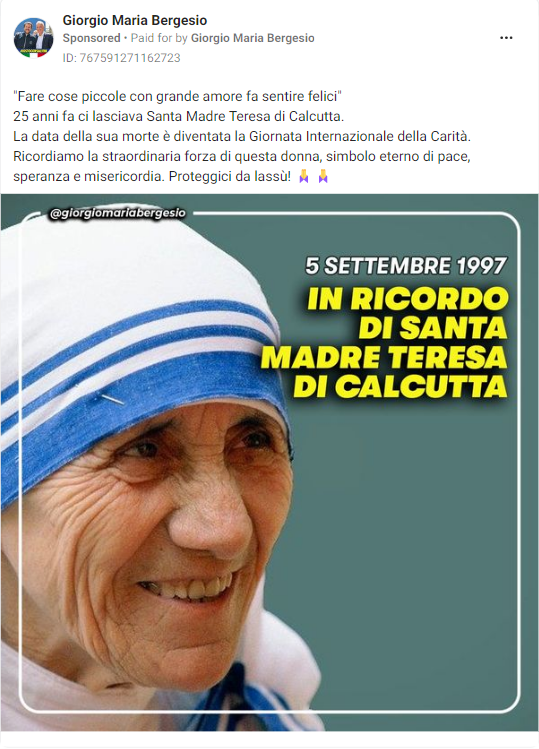 Giorgio Maria Bergesio
Sponsored • Paid for by Giorgio Maria Bergesio
ID: 767591271162723
"Fare cose piccole con grande amore fa sentire felici"
25 anni fa ci lasciava Santa Madre Teresa di Calcutta.
La data della sua morte è diventata la Giornata Internazionale della Carità.
Ricordiamo la straordinaria forza di questa donna, simbolo eterno di pace,
speranza e misericordia. Proteggici da lassù! 🙏 🙏
@giorgiomariabergesio
5 SETTEMBRE 1997
IN RICORDO
DI SANTA
MADRE TERESA
DI CALCUTTA